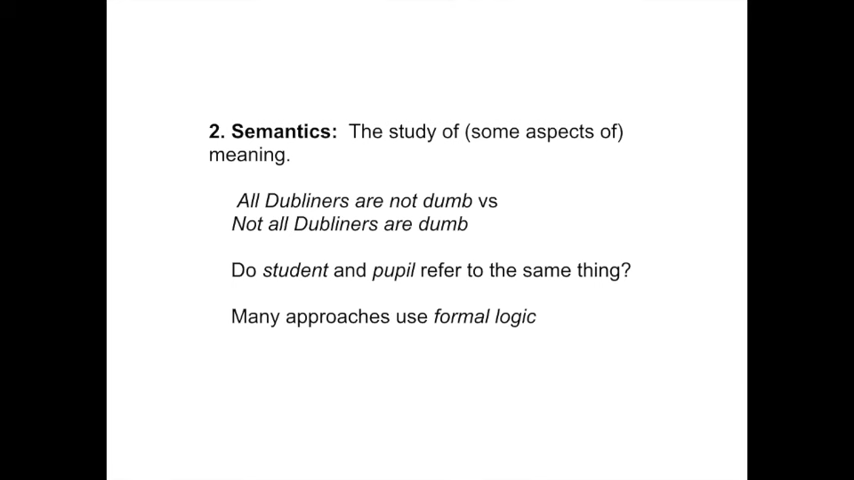 2. Semantics: The study of (some aspects of)
meaning.
All Dubliners are not dumb vs
Not all Dubliners are dumb
Do student and pupil refer to the same thing?
Many approaches use formal logic